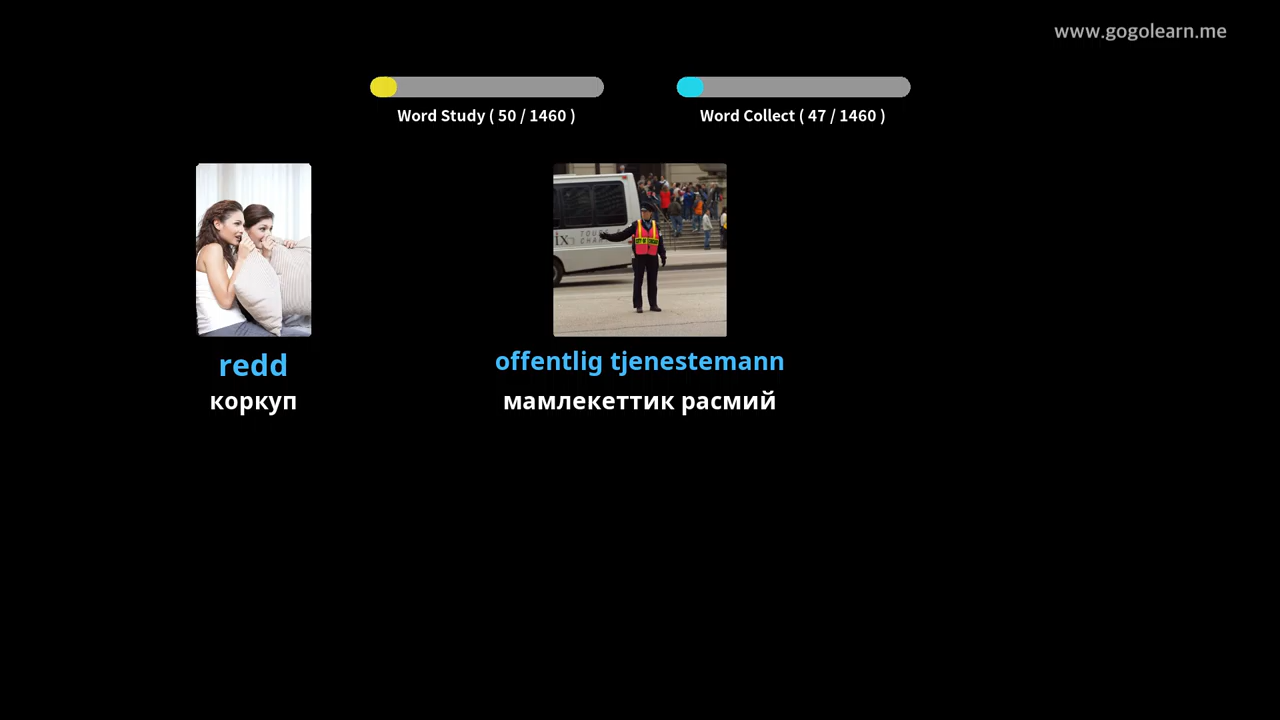 www.gogolearn.me
Word Study ( 50 / 1460 )
Word Collect ( 47 / 1460 )
redd
коркуп
offentlig tjenestemann
мамлекеттик расмий